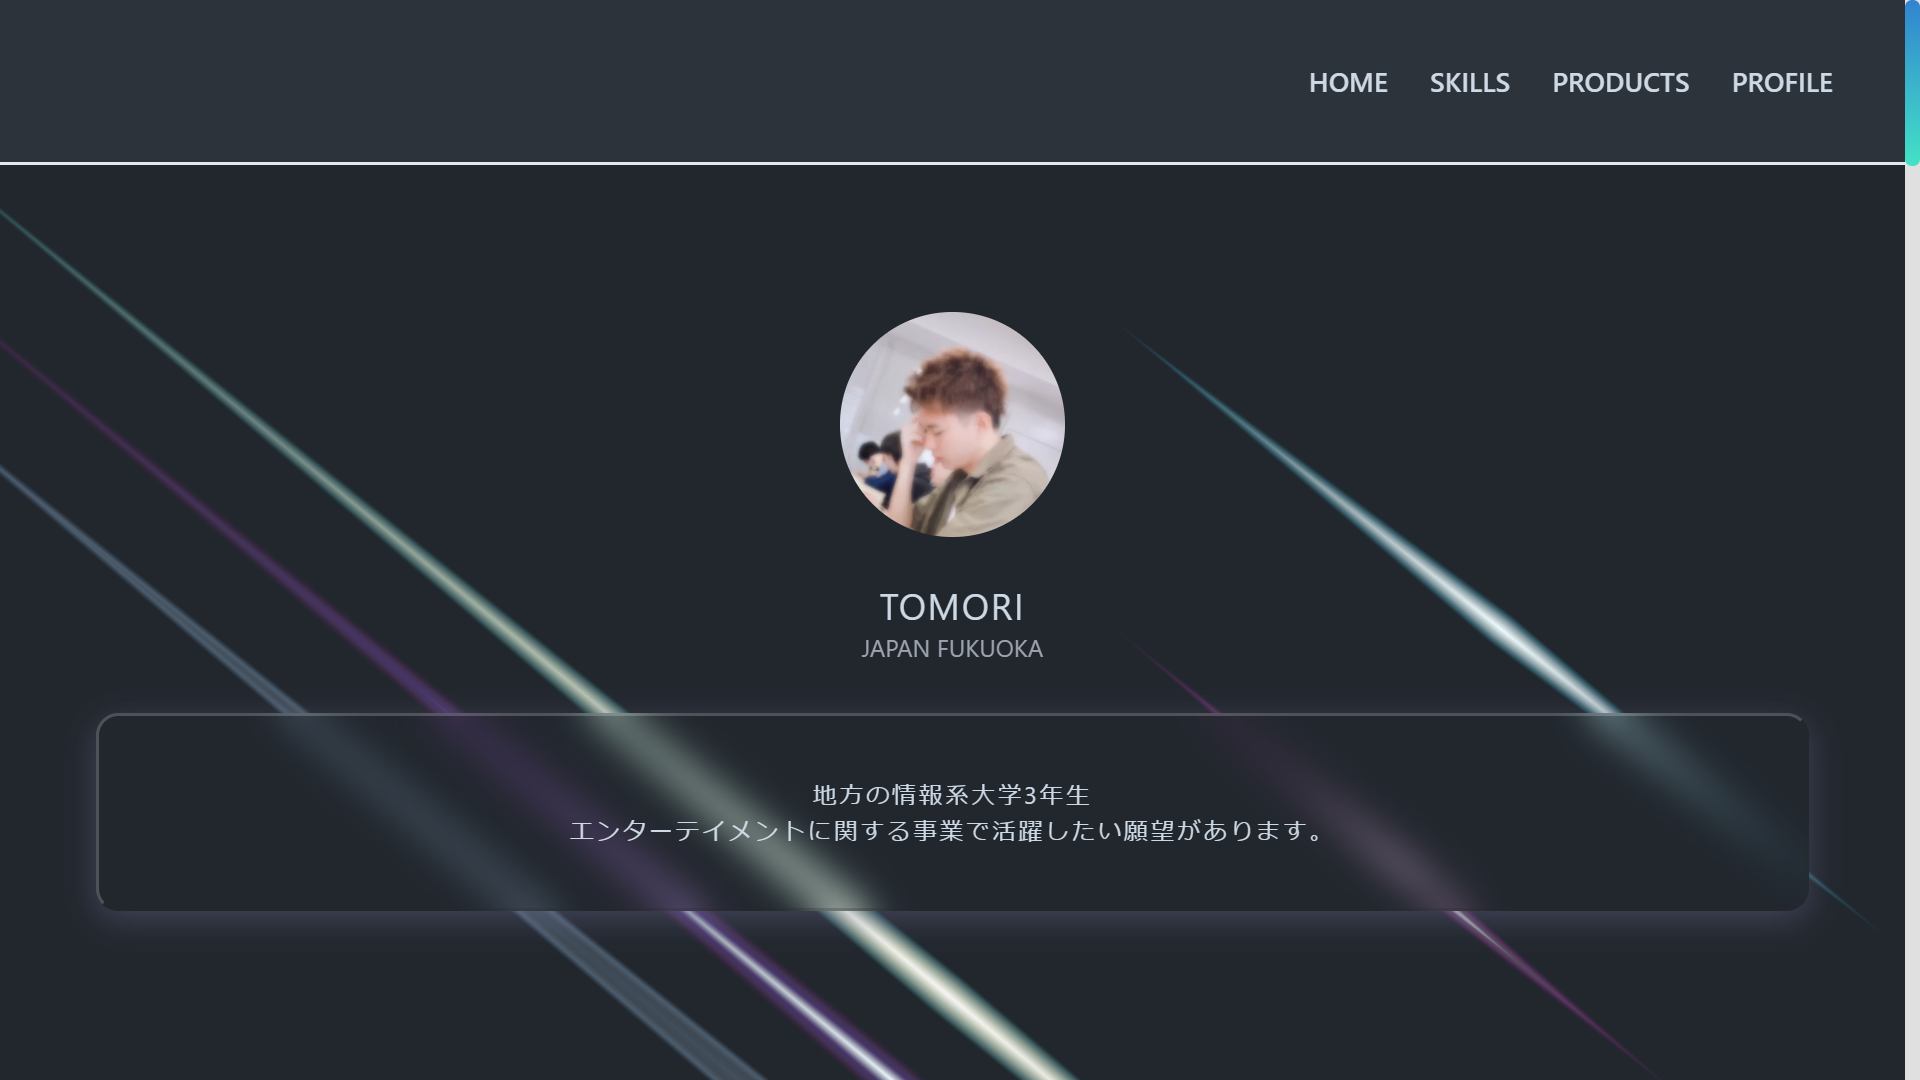 HOME SKILLS PRODUCTS PROFILE
TOMORI
JAPAN FUKUOKA
地方の情報系大学3年生
エンターテイメントに関する事業で活躍したい願望があります。